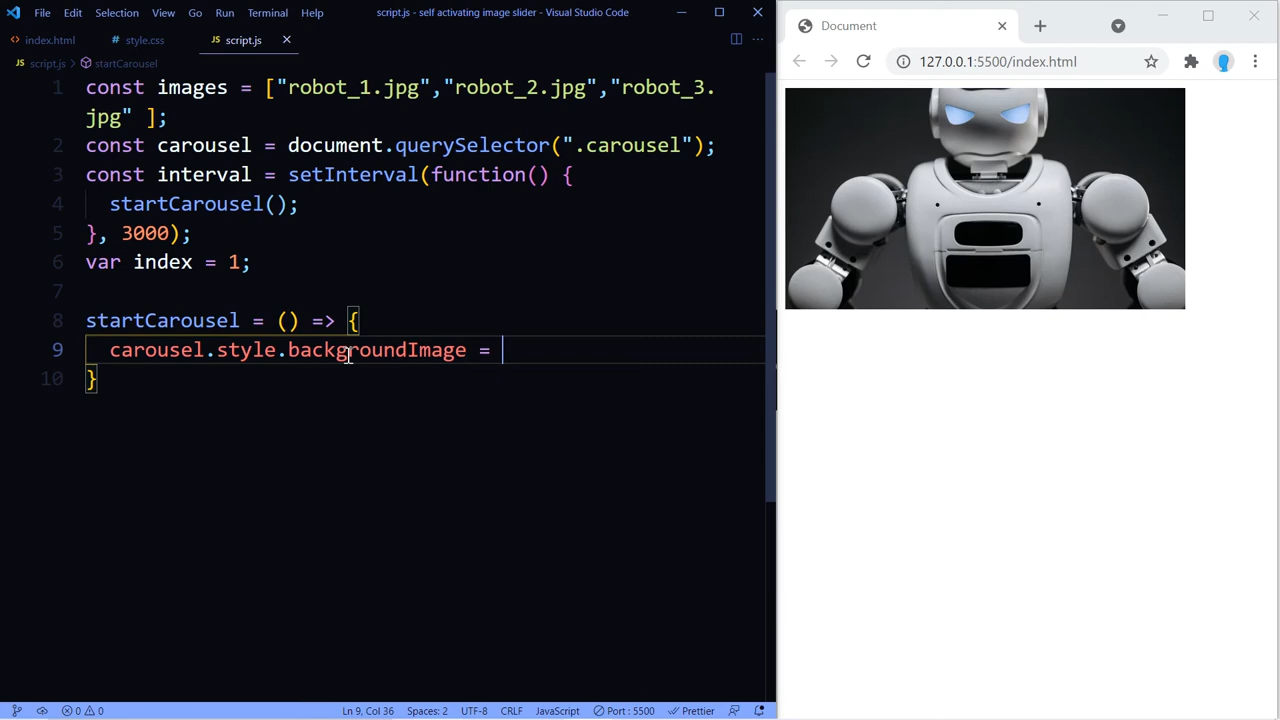 File Edit Selection View Go Run Terminal Help script.js - self activating image slider - Visual Studio Code
index.html style.css JS script.js
JS script.js startCarousel
1 const images = ["robot_1.jpg","robot_2.jpg","robot_3.
jpg" ];
2 const carousel = document.querySelector(".carousel");
3 const interval = setInterval(function() {
4 startCarousel();
5 }, 3000);
6 var index = 1;
7
8 startCarousel = () => {
9 carousel.style.backgroundImage =
10 }
0 0 Ln 9, Col 36 Spaces: 2 UTF-8 CRLF JavaScript Port : 5500 Prettier
Document
127.0.0.1:5500/index.html